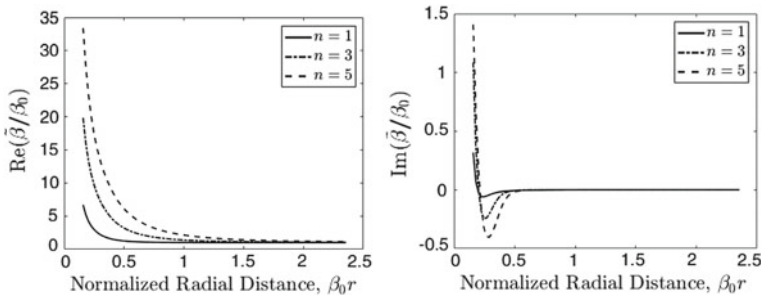 35
30
25
20
15
10
5
0
Re(β̃/β₀)
n = 1
n = 3
n = 5
0 0.5 1 1.5 2 2.5
Normalized Radial Distance, β₀r
1.5
1
0.5
0
-0.5
Im(β̃/β₀)
n = 1
n = 3
n = 5
0 0.5 1 1.5 2 2.5
Normalized Radial Distance, β₀r